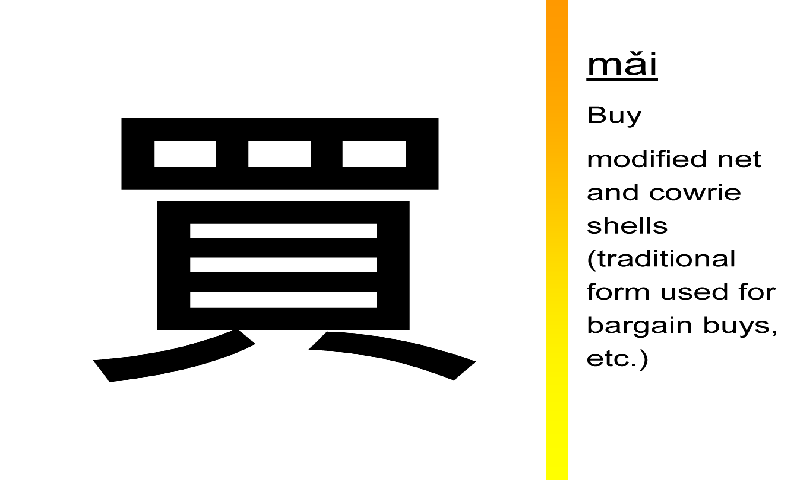 買
mǎi
Buy
modified net
and cowrie
shells
(traditional
form used for
bargain buys,
etc.)